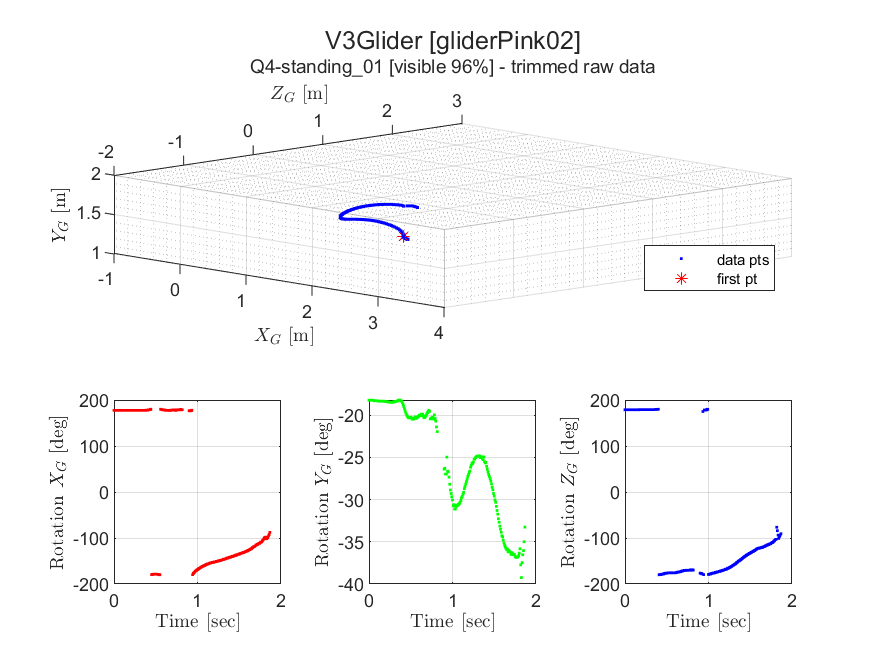 V3Glider [gliderPink02]
Q4-standing_01 [visible 96%] - trimmed raw data
Z_G [m]
-2 -1 0 1 2 3
Y_G [m]
2
1.5
1
-1 0 1 2 3 4
X_G [m]
data pts
first pt
Rotation X_G [deg]
200
100
0
-100
-200
0 1 2
Time [sec]
Rotation Y_G [deg]
-20
-25
-30
-35
-40
0 1 2
Time [sec]
Rotation Z_G [deg]
200
100
0
-100
-200
0 1 2
Time [sec]